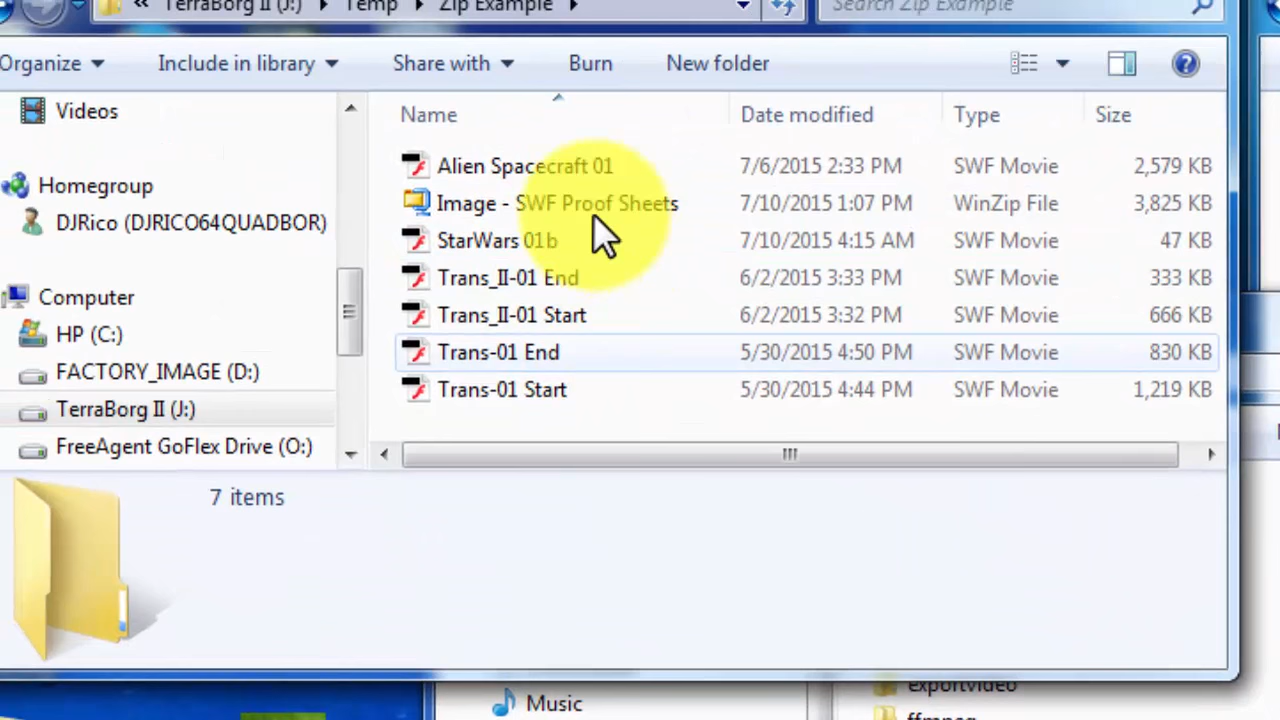 « TerraBorg II (J:) Temp Zip Example Search Zip Example
Organize Include in library Share with Burn New folder
Videos
Homegroup
DJRico (DJRICO64QUADBOR)
Computer
HP (C:)
FACTORY_IMAGE (D:)
TerraBorg II (J:)
FreeAgent GoFlex Drive (O:)
Name Date modified Type Size
Alien Spacecraft 01 7/6/2015 2:33 PM SWF Movie 2,579 KB
Image - SWF Proof Sheets 7/10/2015 1:07 PM WinZip File 3,825 KB
StarWars 01b 7/10/2015 4:15 AM SWF Movie 47 KB
Trans_II-01 End 6/2/2015 3:33 PM SWF Movie 333 KB
Trans_II-01 Start 6/2/2015 3:32 PM SWF Movie 666 KB
Trans-01 End 5/30/2015 4:50 PM SWF Movie 830 KB
Trans-01 Start 5/30/2015 4:44 PM SWF Movie 1,219 KB
7 items
Music
exportvideo
ffmpeg